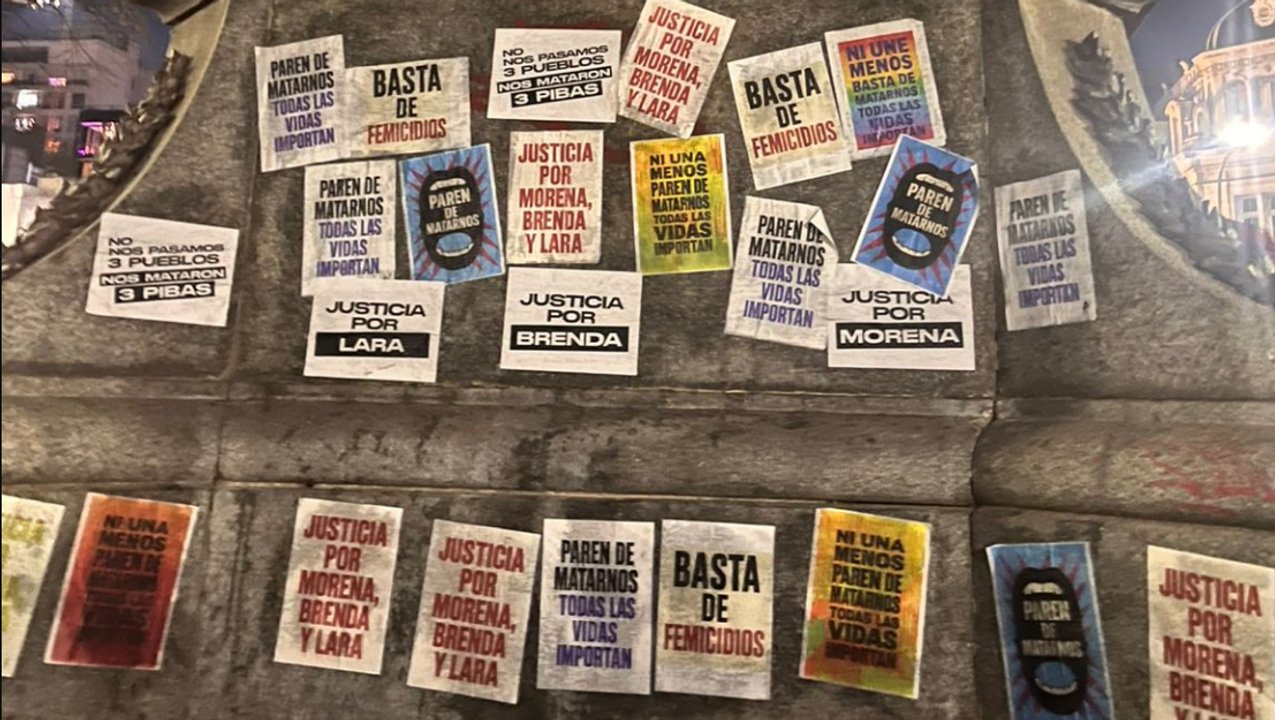 PAREN DE
MATARNOS
TODAS LAS
VIDAS
IMPORTAN
BASTA
DE
FEMICIDIOS
NO
NOS PASAMOS
3 PUEBLOS
NOS MATARON
3 PIBAS
JUSTICIA
POR
MORENA,
BRENDA
Y LARA
BASTA
DE
FEMICIDIOS
NI UNE
MENOS
BASTA DE
MATARNOS
TODAS LAS
VIDAS
IMPORTAN
PAREN DE
MATARNOS
TODAS LAS
VIDAS
IMPORTAN
PAREN
DE
MATARNOS
JUSTICIA
POR
MORENA,
BRENDA
Y LARA
NI UNA
MENOS
PAREN DE
MATARNOS
TODAS LAS
VIDAS
IMPORTAN
PAREN DE
MATARNOS
TODAS LAS
VIDAS
IMPORTAN
PAREN
DE
MATARNOS
PAREN DE
MATARNOS
TODAS LAS
VIDAS
IMPORTAN
NO
NOS PASAMOS
3 PUEBLOS
NOS MATARON
3 PIBAS
JUSTICIA
POR
LARA
JUSTICIA
POR
BRENDA
JUSTICIA
POR
MORENA
NI UNA
MENOS
PAREN DE
JUSTICIA
POR
MORENA,
BRENDA
Y LARA
JUSTICIA
POR
MORENA,
BRENDA
Y LARA
PAREN DE
MATARNOS
TODAS LAS
VIDAS
IMPORTAN
BASTA
DE
FEMICIDIOS
NI UNA
MENOS
PAREN DE
MATARNOS
TODAS LAS
VIDAS
IMPORTAN
PAREN
DE
MATARNOS
JUSTICIA
POR
MORENA,
BRENDA
Y LARA